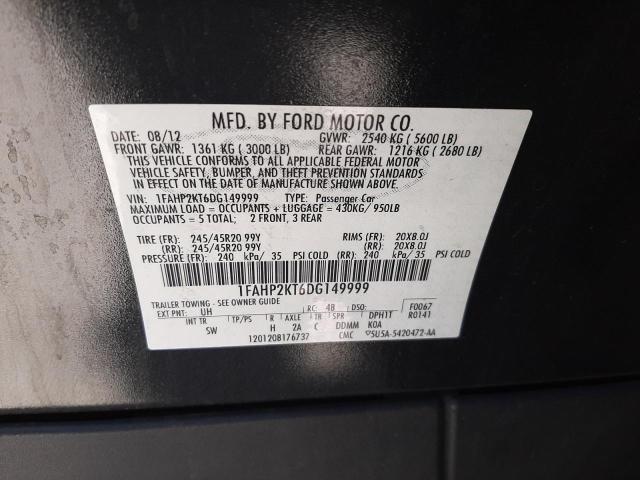 MFD. BY FORD MOTOR CO.
DATE: 08/12 GVWR: 2540 KG ( 5600 LB)
FRONT GAWR: 1361 KG ( 3000 LB) REAR GAWR: 1216 KG ( 2680 LB)
THIS VEHICLE CONFORMS TO ALL APPLICABLE FEDERAL MOTOR
VEHICLE SAFETY, BUMPER, AND THEFT PREVENTION STANDARDS
IN EFFECT ON THE DATE OF MANUFACTURE SHOWN ABOVE.
VIN: 1FAHP2KT6DG149999 TYPE: Passenger Car
MAXIMUM LOAD = OCCUPANTS + LUGGAGE = 430KG/ 950LB
OCCUPANTS = 5 TOTAL; 2 FRONT, 3 REAR
TIRE (FR): 245/45R20 99Y RIMS (FR): 20X8.0J
(RR): 245/45R20 99Y (RR): 20X8.0J
PRESSURE (FR): 240 kPa/ 35 PSI COLD (RR): 240 kPa/ 35 PSI COLD
1FAHP2KT6DG149999
TRAILER TOWING - SEE OWNER GUIDE
EXT PNT: UH RC: 48 DSO: F0067
INT TR TP/PS R AXLE TR SPR DPH1T R0141
SW H 2A C DDMM K0A
1201208176737 CMC 5U5A-5420472-AA